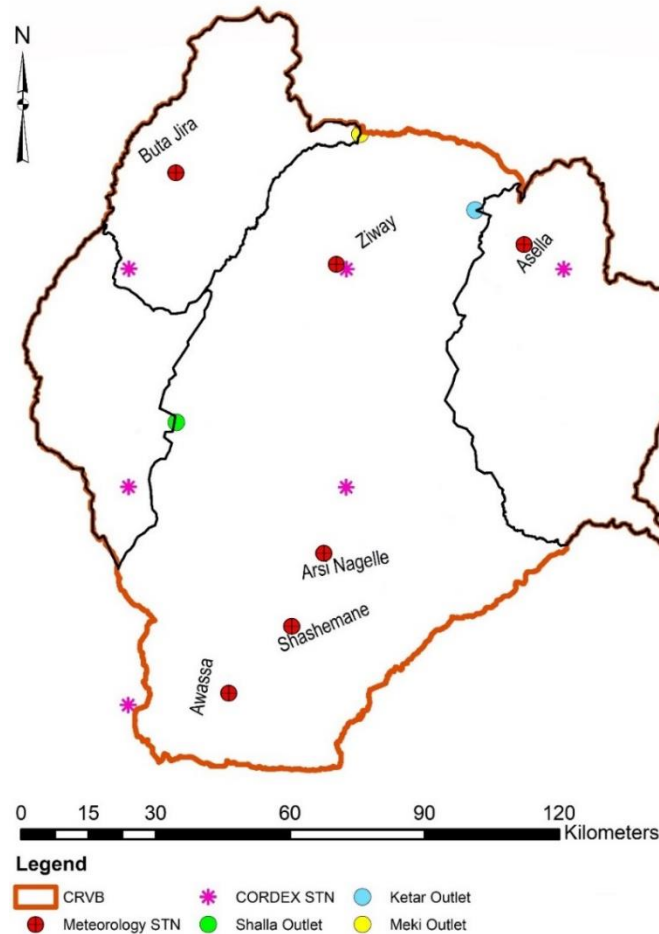 N
Buta Jira
Ziway
Asella
Arsi Nagelle
Shashemane
Awassa
0 15 30 60 90 120
Kilometers
Legend
CRVB CORDEX STN Ketar Outlet
Meteorology STN Shalla Outlet Meki Outlet